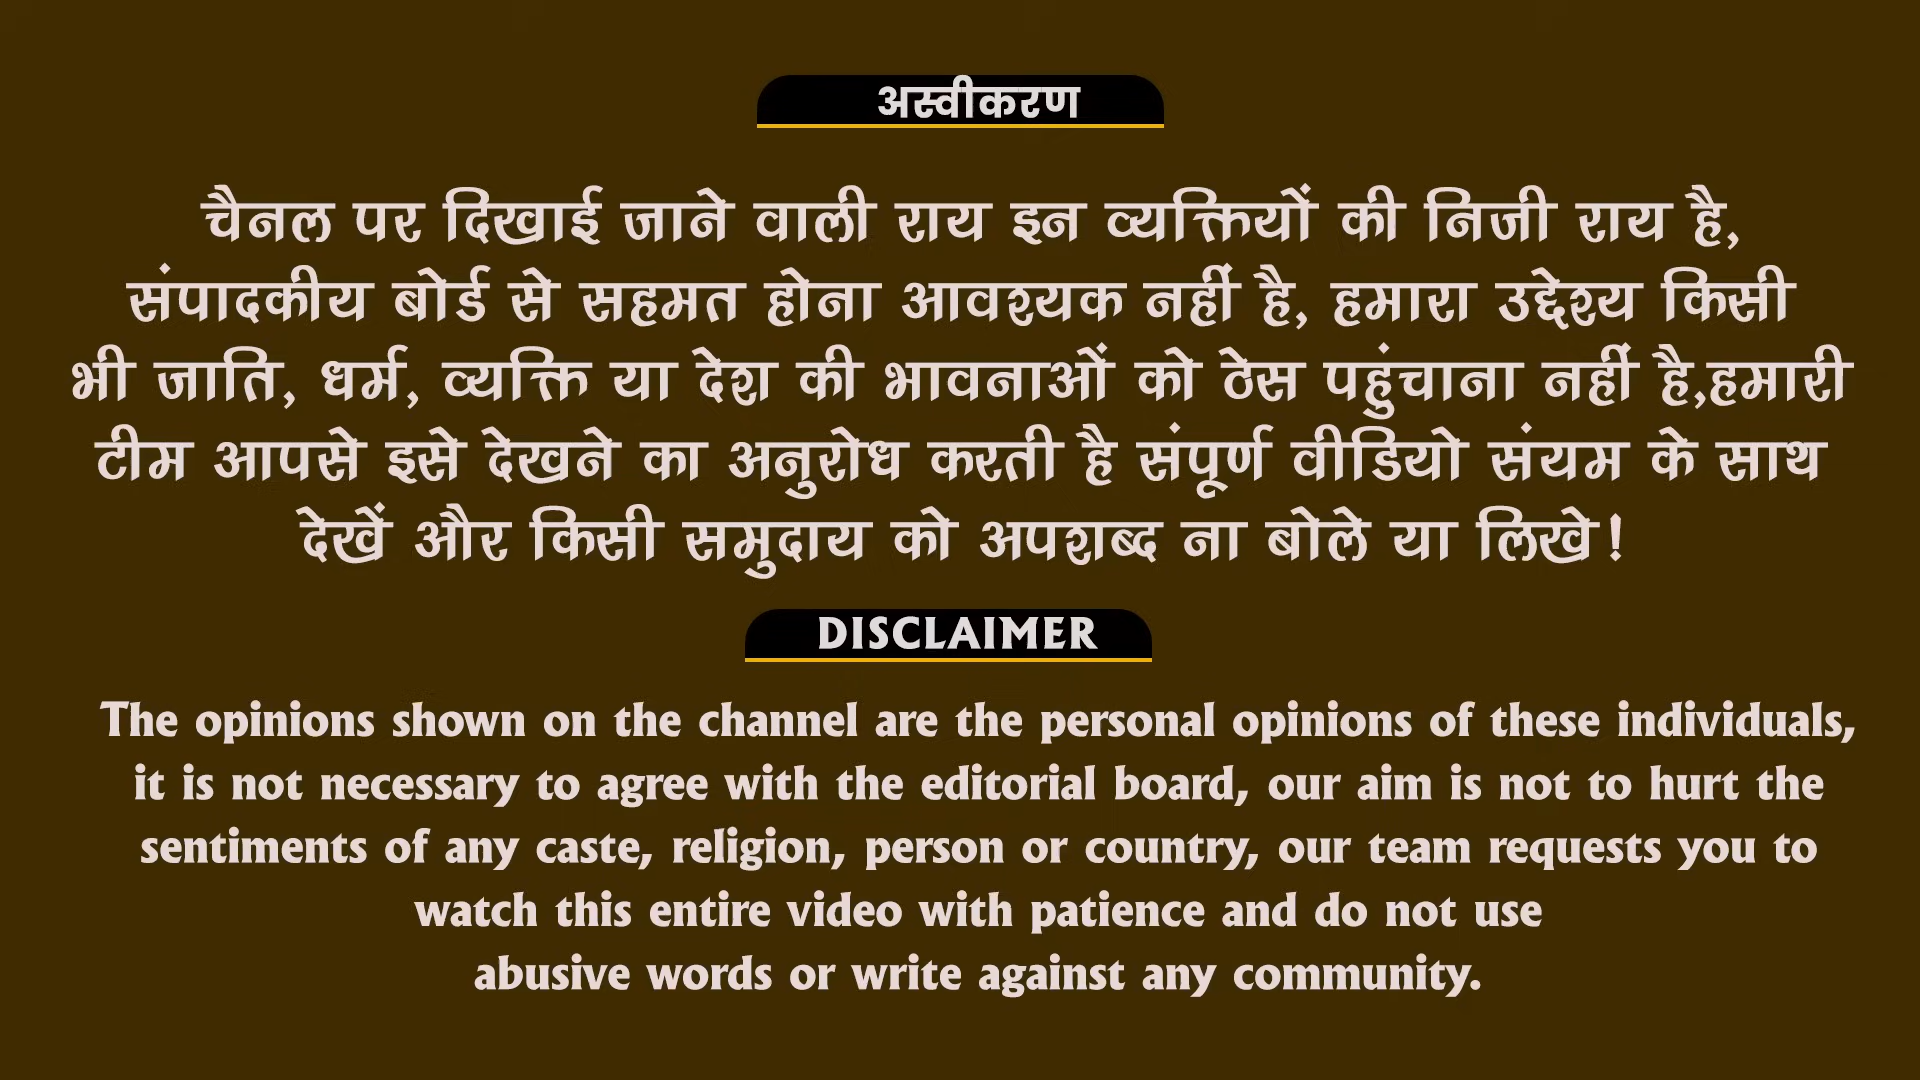 अस्वीकरण
चैनल पर दिखाई जाने वाली राय इन व्यक्तियों की निजी राय है,
संपादकीय बोर्ड से सहमत होना आवश्यक नहीं है, हमारा उद्देश्य किसी
भी जाति, धर्म, व्यक्ति या देश की भावनाओं को ठेस पहुंचाना नहीं है,हमारी
टीम आपसे इसे देखने का अनुरोध करती है संपूर्ण वीडियो संयम के साथ
देखें और किसी समुदाय को अपशब्द ना बोले या लिखे!
DISCLAIMER
The opinions shown on the channel are the personal opinions of these individuals,
it is not necessary to agree with the editorial board, our aim is not to hurt the
sentiments of any caste, religion, person or country, our team requests you to
watch this entire video with patience and do not use
abusive words or write against any community.